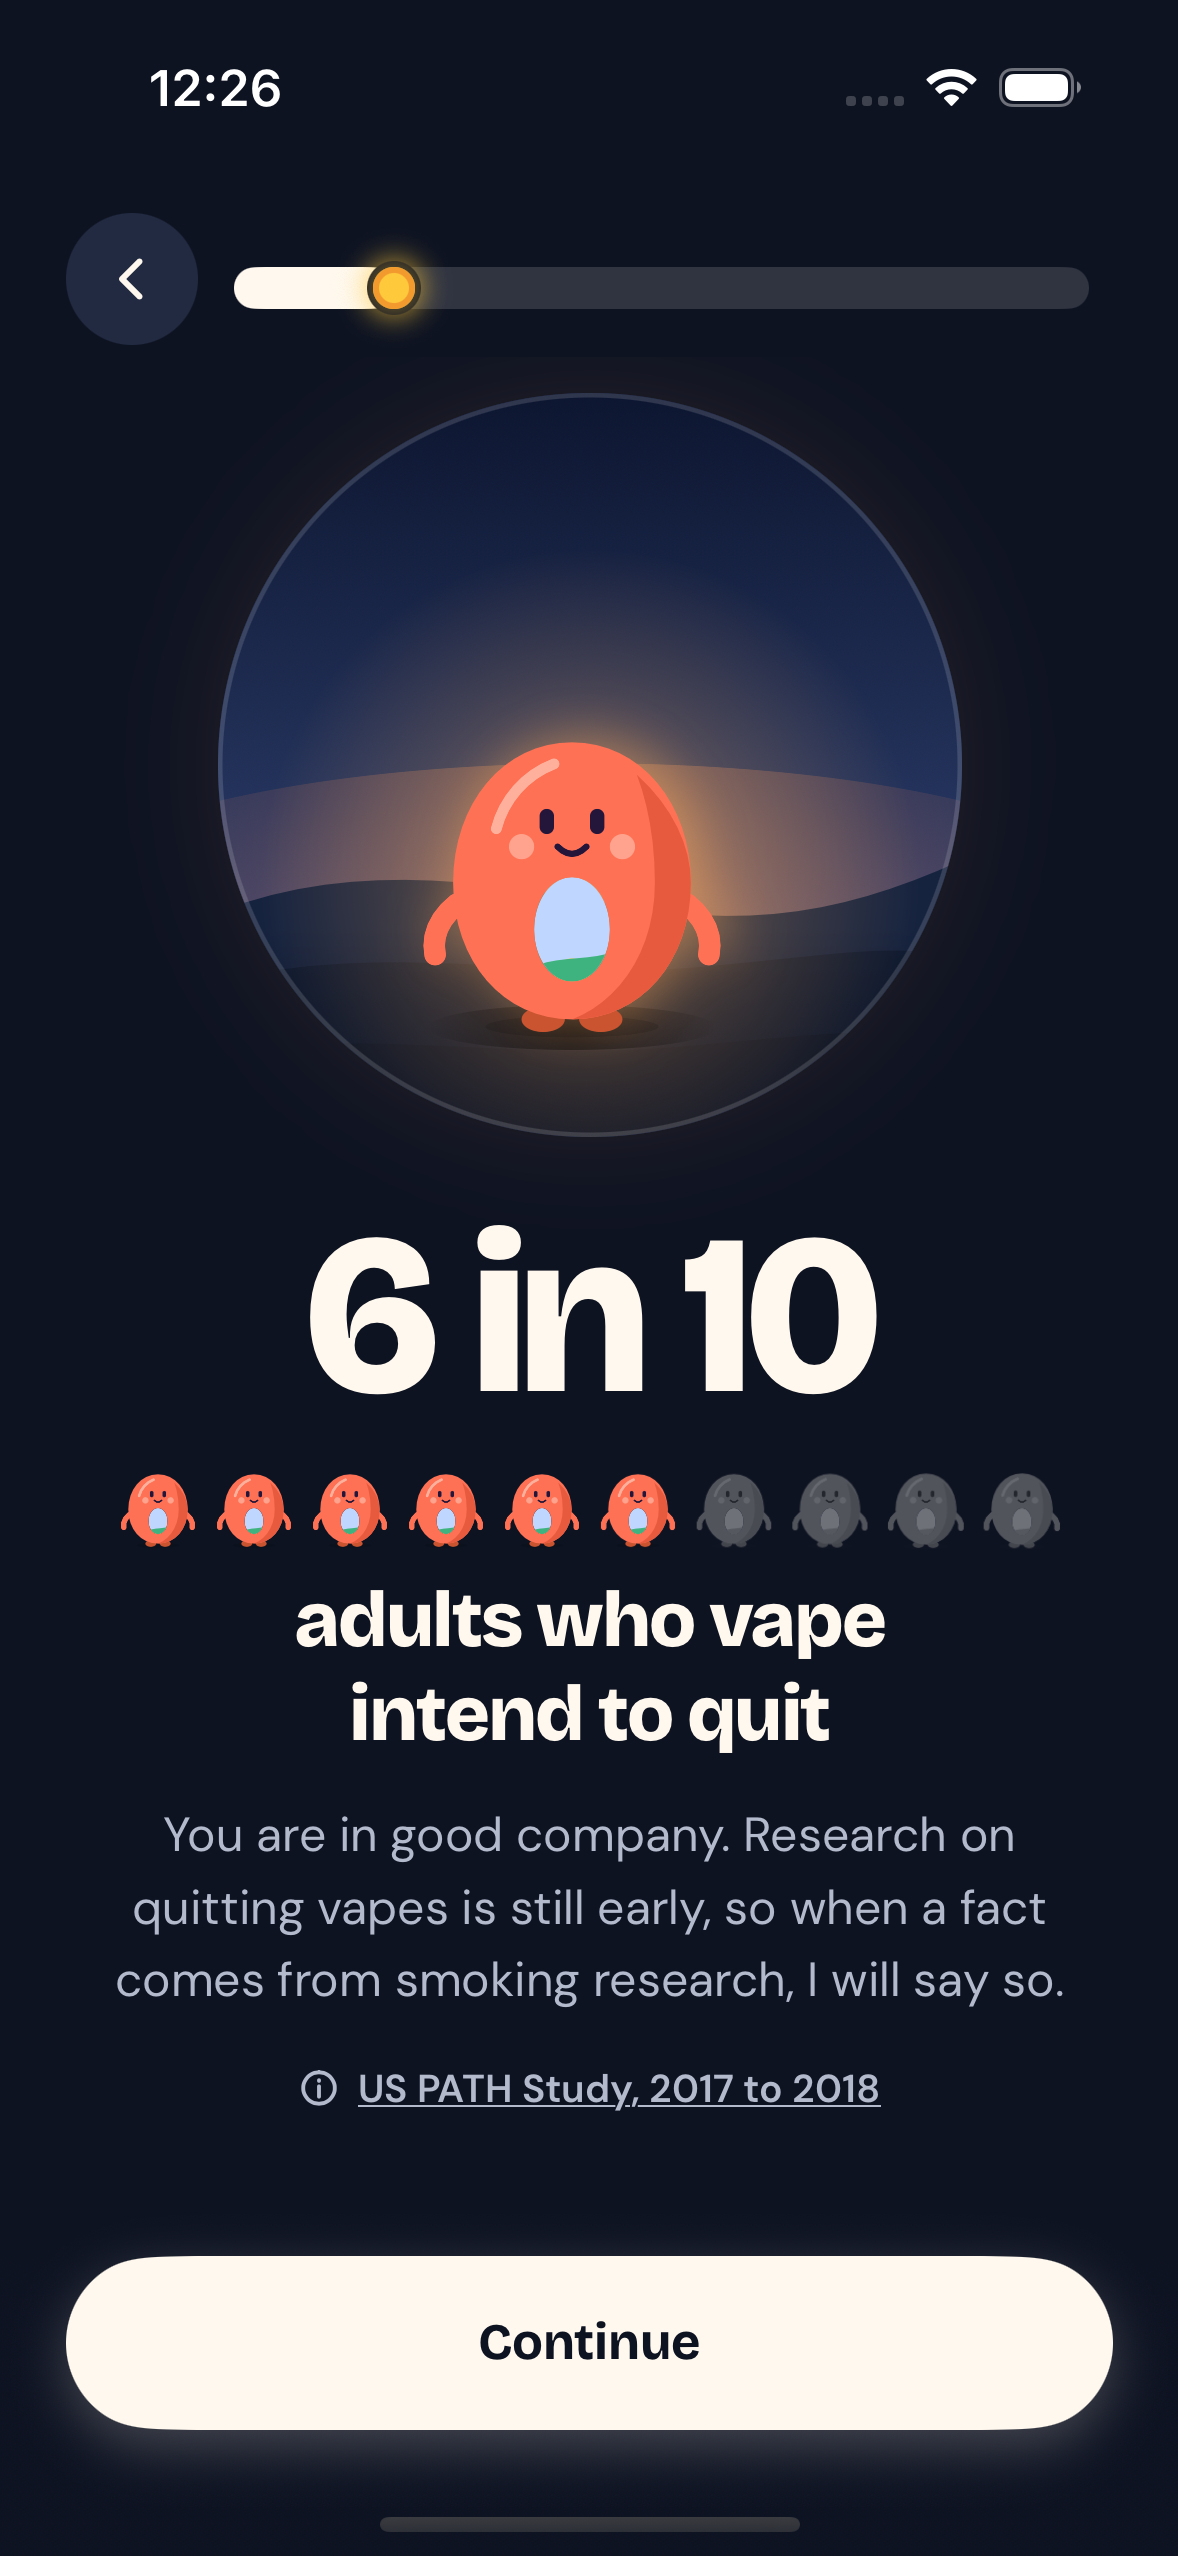 12:26
6 in 10
adults who vape
intend to quit
You are in good company. Research on
quitting vapes is still early, so when a fact
comes from smoking research, I will say so.
US PATH Study, 2017 to 2018
Continue